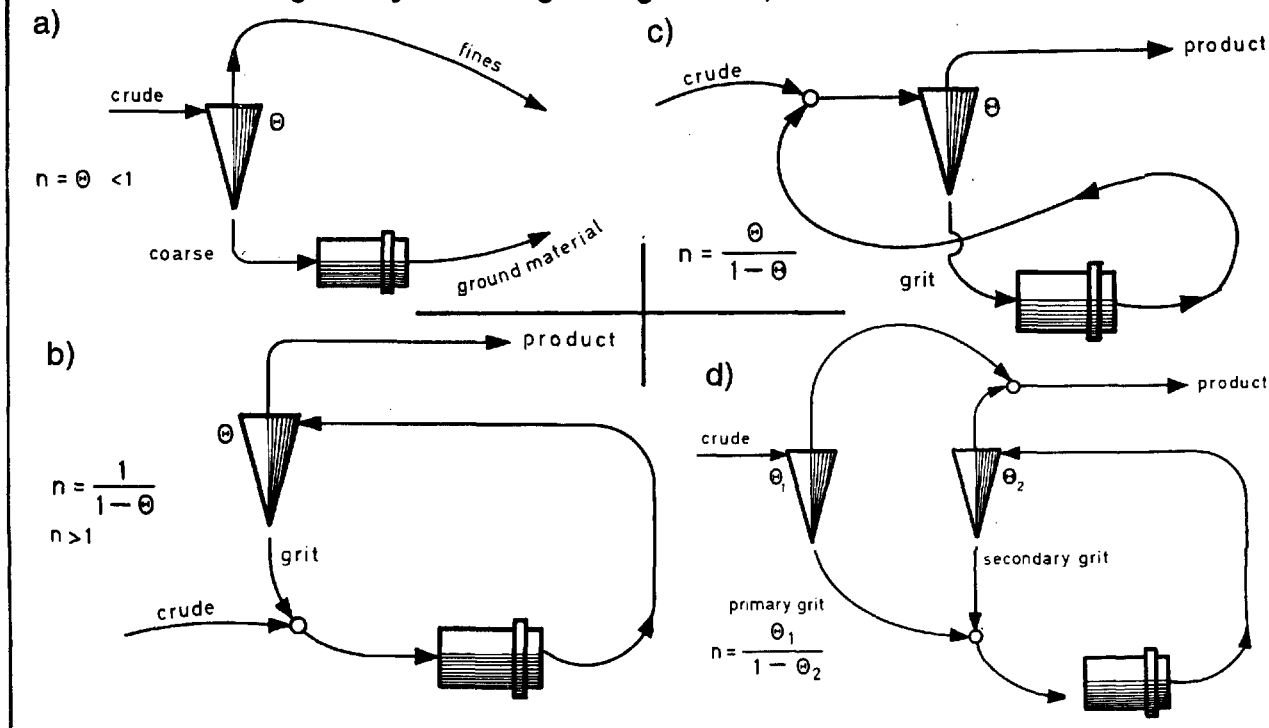 a)
fines
crude
Θ
n = Θ <1
coarse
ground material
b)
product
Θ
n = 1 / 1 − Θ
n >1
grit
crude
c)
product
crude
Θ
n = Θ / 1 − Θ
grit
d)
product
crude
Θ1
Θ2
secondary grit
primary grit
n = Θ1 / 1 − Θ2